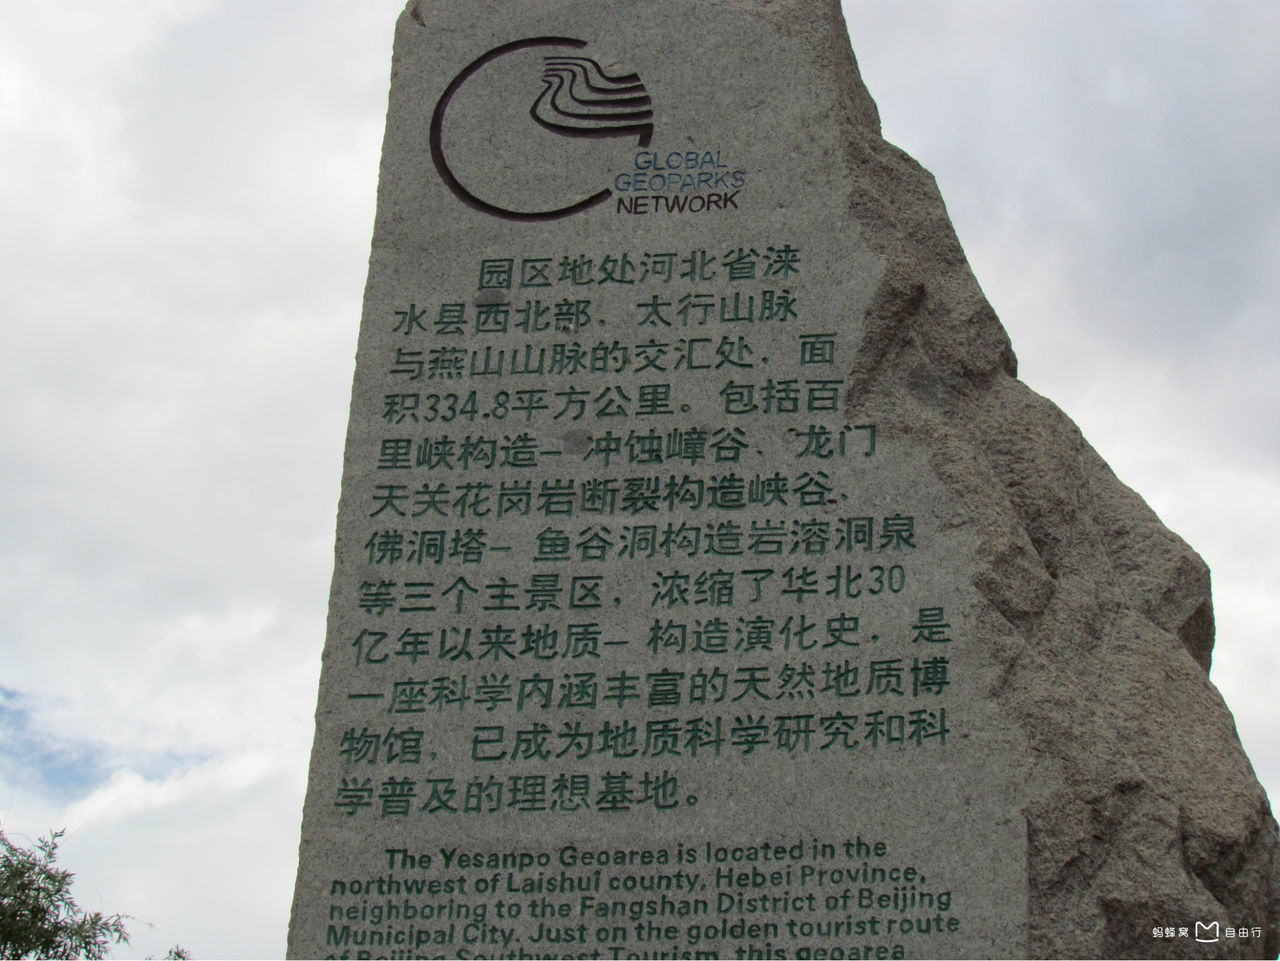 GLOBAL
GEOPARKS
NETWORK
园区地处河北省涞
水县西北部，太行山脉
与燕山山脉的交汇处，面
积334.8平方公里。包括百
里峡构造-冲蚀嶂谷、龙门
天关花岗岩断裂构造峡谷、
佛洞塔-鱼谷洞构造岩溶洞泉
等三个主景区，浓缩了华北30
亿年以来地质-构造演化史，是
一座科学内涵丰富的天然地质博
物馆，已成为地质科学研究和科
学普及的理想基地。
The Yesanpo Geoarea is located in the
northwest of Laishui county, Hebei Province,
neighboring to the Fangshan District of Beijing
Municipal City. Just on the golden tourist route
of Beijing Southwest Tourism, this geoarea
蚂蜂窝 自由行